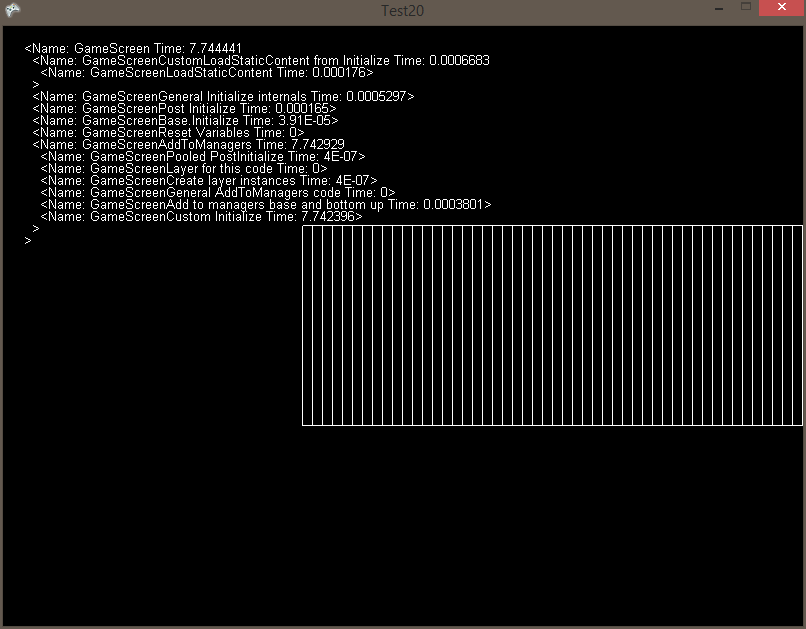 Test20
<Name: GameScreen Time: 7.744441
<Name: GameScreenCustomLoadStaticContent from Initialize Time: 0.0006683
<Name: GameScreenLoadStaticContent Time: 0.000176>
>
<Name: GameScreenGeneral Initialize internals Time: 0.0005297>
<Name: GameScreenPost Initialize Time: 0.000165>
<Name: GameScreenBase.Initialize Time: 3.91E-05>
<Name: GameScreenReset Variables Time: 0>
<Name: GameScreenAddToManagers Time: 7.742929
<Name: GameScreenPooled PostInitialize Time: 4E-07>
<Name: GameScreenLayer for this code Time: 0>
<Name: GameScreenCreate layer instances Time: 4E-07>
<Name: GameScreenGeneral AddToManagers code Time: 0>
<Name: GameScreenAdd to managers base and bottom up Time: 0.0003801>
<Name: GameScreenCustom Initialize Time: 7.742396>
>
>